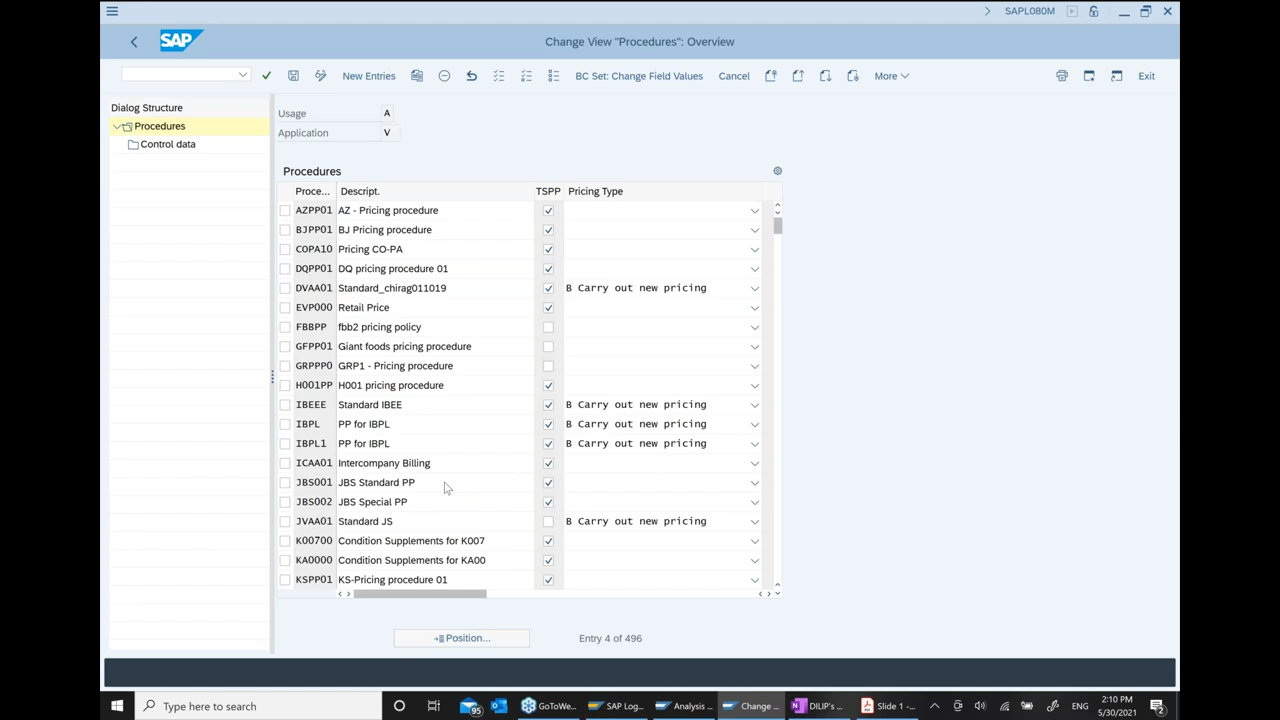 SAPL080M
SAP
Change View "Procedures": Overview
New Entries
BC Set: Change Field Values
Cancel
More
Exit
Dialog Structure
Procedures
Control data
Usage A
Application V
Procedures
Proce... Descript. TSPP Pricing Type
AZPP01 AZ - Pricing procedure
BJPP01 BJ Pricing procedure
COPA10 Pricing CO-PA
DQPP01 DQ pricing procedure 01
DVAA01 Standard_chirag011019 B Carry out new pricing
EVP000 Retail Price
FBBPP fbb2 pricing policy
GFPP01 Giant foods pricing procedure
GRPPP0 GRP1 - Pricing procedure
H001PP H001 pricing procedure
IBEEE Standard IBEE B Carry out new pricing
IBPL PP for IBPL B Carry out new pricing
IBPL1 PP for IBPL B Carry out new pricing
ICAA01 Intercompany Billing
JBS001 JBS Standard PP
JBS002 JBS Special PP
JVAA01 Standard JS B Carry out new pricing
K00700 Condition Supplements for K007
KA0000 Condition Supplements for KA00
KSPP01 KS-Pricing procedure 01
Position...
Entry 4 of 496
Type here to search
95
GoToWe...
SAP Log...
Analysis ...
Change ...
DILIP's ...
Slide 1 -...
ENG
2:10 PM
5/30/2021
2